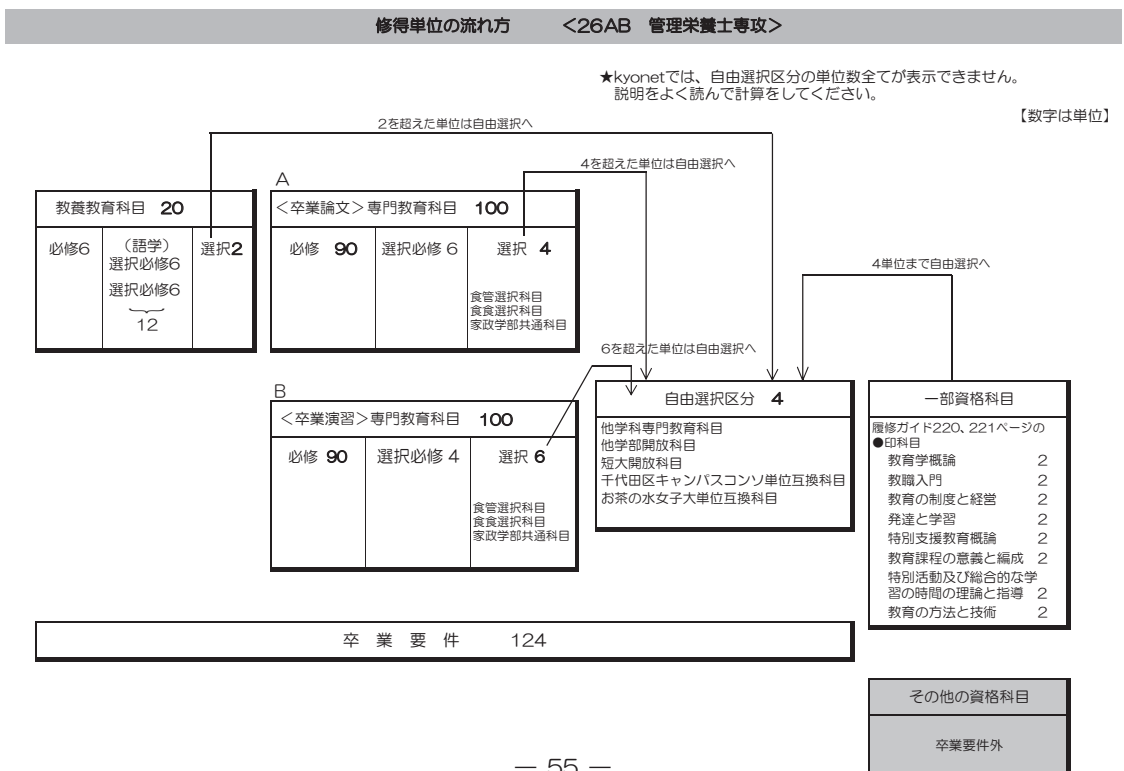 修得単位の流れ方　　<26AB　管理栄養士専攻>
★kyonetでは、自由選択区分の単位数全てが表示できません。
説明をよく読んで計算をしてください。
【数字は単位】
2を超えた単位は自由選択へ
4を超えた単位は自由選択へ
教養教育科目　20
必修6
（語学）
選択必修6
選択必修6
12
選択2
A
<卒業論文>専門教育科目　100
必修　90
選択必修 6
選択　4
食管選択科目
食食選択科目
家政学部共通科目
4単位まで自由選択へ
6を超えた単位は自由選択へ
B
<卒業演習>専門教育科目　100
必修 90
選択必修 4
選択 6
食管選択科目
食食選択科目
家政学部共通科目
自由選択区分　4
他学科専門教育科目
他学部開放科目
短大開放科目
千代田区キャンパスコンソ単位互換科目
お茶の水女子大単位互換科目
一部資格科目
履修ガイド220、221ページの
●印科目
教育学概論　2
教職入門　2
教育の制度と経営　2
発達と学習　2
特別支援教育概論　2
教育課程の意義と編成　2
特別活動及び総合的な学
習の時間の理論と指導　2
教育の方法と技術　2
卒　業　要　件　　124
その他の資格科目
卒業要件外
— 55 —